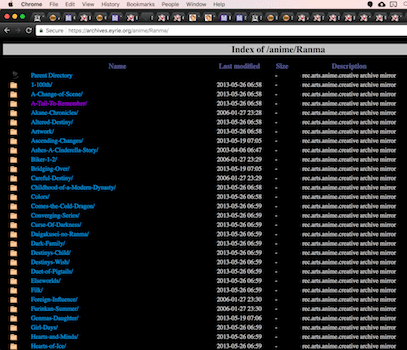 Chrome File Edit View History Bookmarks People Window Help
Secure https://archives.eyrie.org/anime/Ranma/
Index of /anime/Ranma
Name Last modified Size Description
Parent Directory - rec.arts.anime.creative archive mirror
1-100th/ 2013-05-26 06:58 - rec.arts.anime.creative archive mirror
A-Change-of-Scene/ 2013-05-26 06:58 - rec.arts.anime.creative archive mirror
A-Talk-To-Remember/ 2013-05-26 06:58 - rec.arts.anime.creative archive mirror
Akane-Chronicles/ 2006-01-27 23:28 - rec.arts.anime.creative archive mirror
Altered-Destiny/ 2013-05-26 06:58 - rec.arts.anime.creative archive mirror
Artwork/ 2013-05-26 06:58 - rec.arts.anime.creative archive mirror
Ascending-Changes/ 2013-05-19 07:05 - rec.arts.anime.creative archive mirror
Ashes-A-Cinderella-Story/ 2003-04-06 06:47 - rec.arts.anime.creative archive mirror
Biker-1-2/ 2006-01-27 23:29 - rec.arts.anime.creative archive mirror
Bridging-Over/ 2013-05-19 07:05 - rec.arts.anime.creative archive mirror
Careful-Destiny/ 2006-01-27 23:29 - rec.arts.anime.creative archive mirror
Childhood-of-a-Modern-Dynasty/ 2013-05-26 06:58 - rec.arts.anime.creative archive mirror
Colors/ 2013-05-26 06:58 - rec.arts.anime.creative archive mirror
Comes-the-Cold-Dragon/ 2013-05-26 06:58 - rec.arts.anime.creative archive mirror
Converging-Series/ 2013-05-26 06:59 - rec.arts.anime.creative archive mirror
Curse-Of-Darkness/ 2013-05-26 06:59 - rec.arts.anime.creative archive mirror
Daigakusei-no-Ranma/ 2013-05-26 06:59 - rec.arts.anime.creative archive mirror
Dark-Family/ 2013-05-26 06:59 - rec.arts.anime.creative archive mirror
Destinys-Child/ 2013-05-26 06:59 - rec.arts.anime.creative archive mirror
Destinys-Wish/ 2013-05-26 06:59 - rec.arts.anime.creative archive mirror
Duet-of-Pigtails/ 2013-05-26 06:59 - rec.arts.anime.creative archive mirror
Elseworlds/ 2013-05-26 06:59 - rec.arts.anime.creative archive mirror
Filk/ 2013-05-26 06:59 - rec.arts.anime.creative archive mirror
Foreign-Influence/ 2006-01-27 23:30 - rec.arts.anime.creative archive mirror
Furinkan-Summer/ 2006-01-27 23:30 - rec.arts.anime.creative archive mirror
Genmas-Daughter/ 2013-05-19 07:06 - rec.arts.anime.creative archive mirror
Girl-Days/ 2013-05-26 06:59 - rec.arts.anime.creative archive mirror
Hearts-and-Minds/ 2013-05-26 06:59 - rec.arts.anime.creative archive mirror
Hearts-of-Ice/ 2013-05-26 06:59 - rec.arts.anime.creative archive mirror